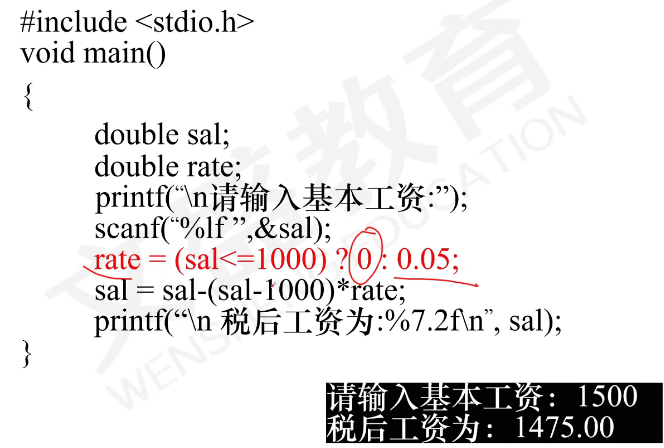 #include <stdio.h>
void main()
{
double sal;
double rate;
printf(“\n请输入基本工资:”);
scanf(“%lf ”,&sal);
rate = (sal<=1000) ? 0 : 0.05;
sal = sal-(sal-1000)*rate;
printf(“\n 税后工资为:%7.2f\n”, sal);
}
请输入基本工资: 1500
税后工资为: 1475.00